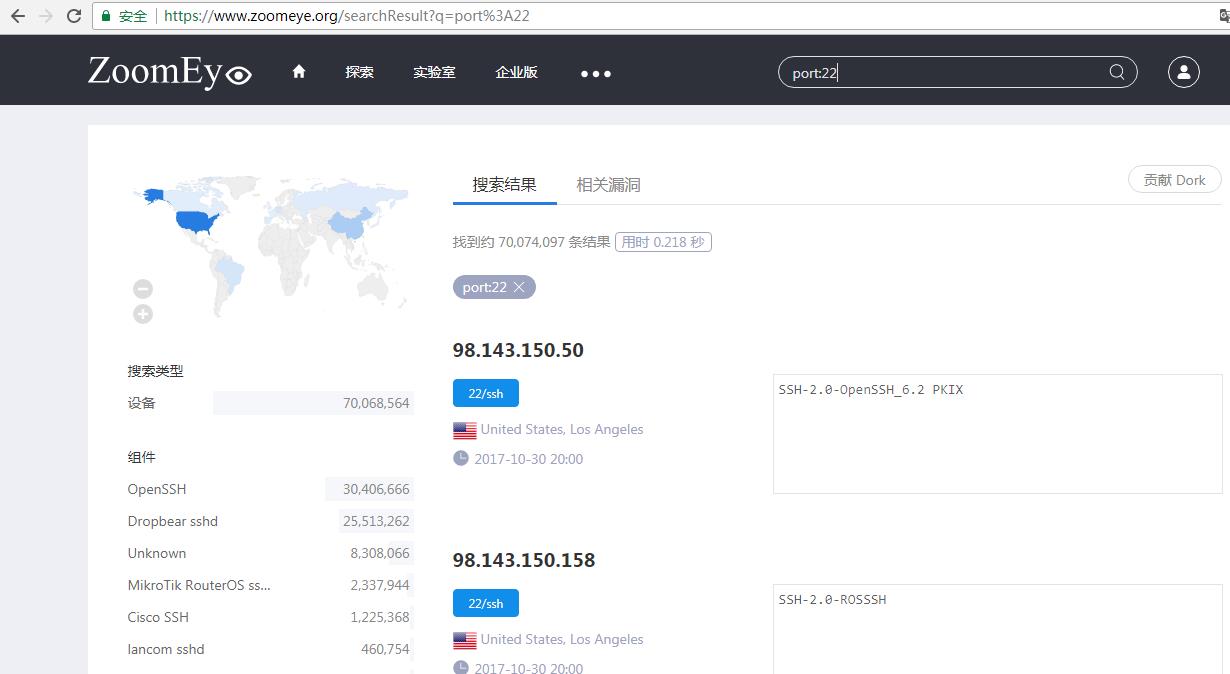 安全 https://www.zoomeye.org/searchResult?q=port%3A22
ZoomEye 探索 实验室 企业版 port:22
搜索结果 相关漏洞 贡献 Dork
找到约 70,074,097 条结果 用时 0.218 秒
port:22
搜索类型
设备 70,068,564
组件
OpenSSH 30,406,666
Dropbear sshd 25,513,262
Unknown 8,308,066
MikroTik RouterOS ss... 2,337,944
Cisco SSH 1,225,368
lancom sshd 460,754
98.143.150.50
22/ssh
United States, Los Angeles
2017-10-30 20:00
SSH-2.0-OpenSSH_6.2 PKIX
98.143.150.158
22/ssh
United States, Los Angeles
2017-10-30 20:00
SSH-2.0-ROSSSH